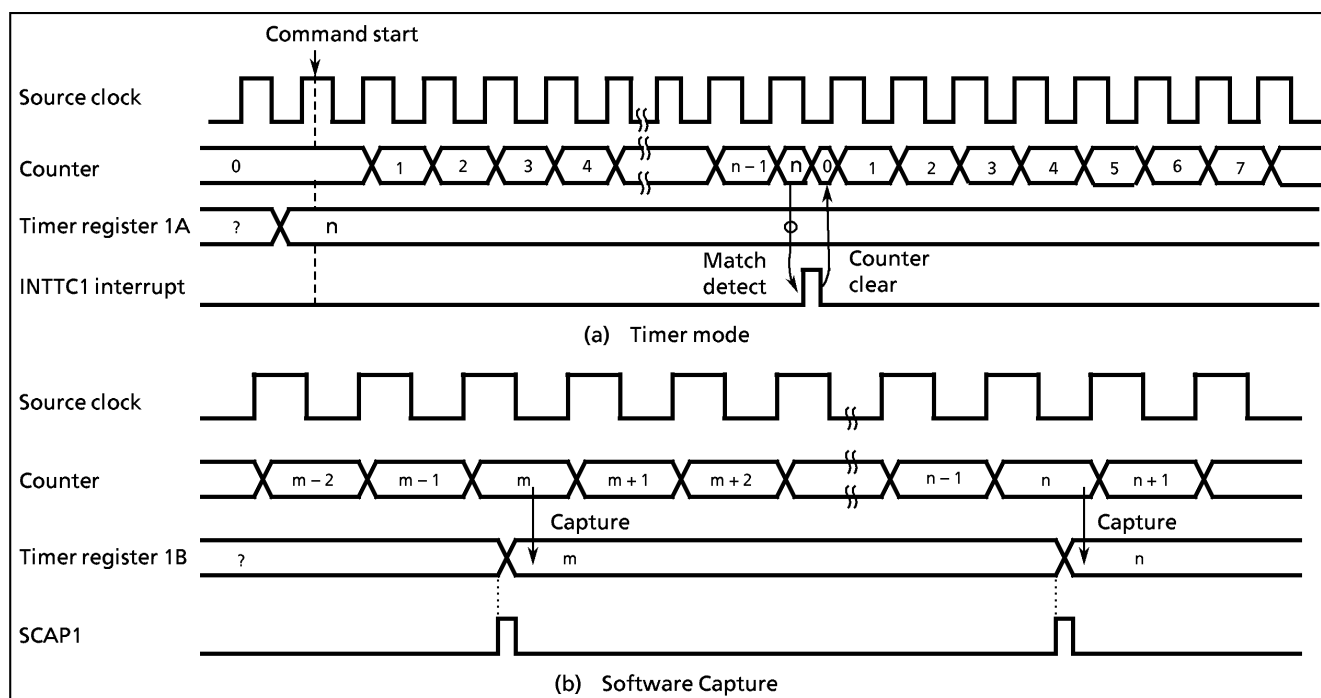 Command start
Source clock
Counter 0 1 2 3 4 n – 1 n 0 1 2 3 4 5 6 7
Timer register 1A ? n
Match detect
Counter clear
INTTC1 interrupt
(a) Timer mode
Source clock
Counter m – 2 m – 1 m m + 1 m + 2 n – 1 n n + 1
Capture Capture
Timer register 1B ? m n
SCAP1
(b) Software Capture